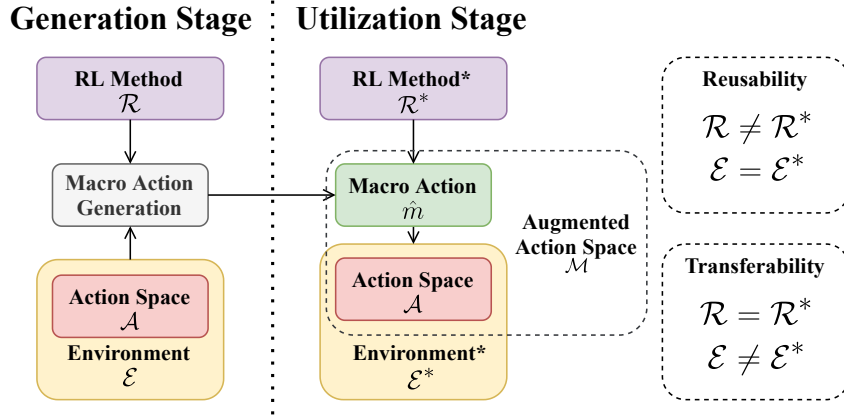 Generation Stage
RL Method
ℛ
Macro Action
Generation
Action Space
𝒜
Environment
ℰ
Utilization Stage
RL Method*
ℛ*
Macro Action
m̂
Augmented
Action Space
ℳ
Action Space
𝒜
Environment*
ℰ*
Reusability
ℛ ≠ ℛ*
ℰ = ℰ*
Transferability
ℛ = ℛ*
ℰ ≠ ℰ*